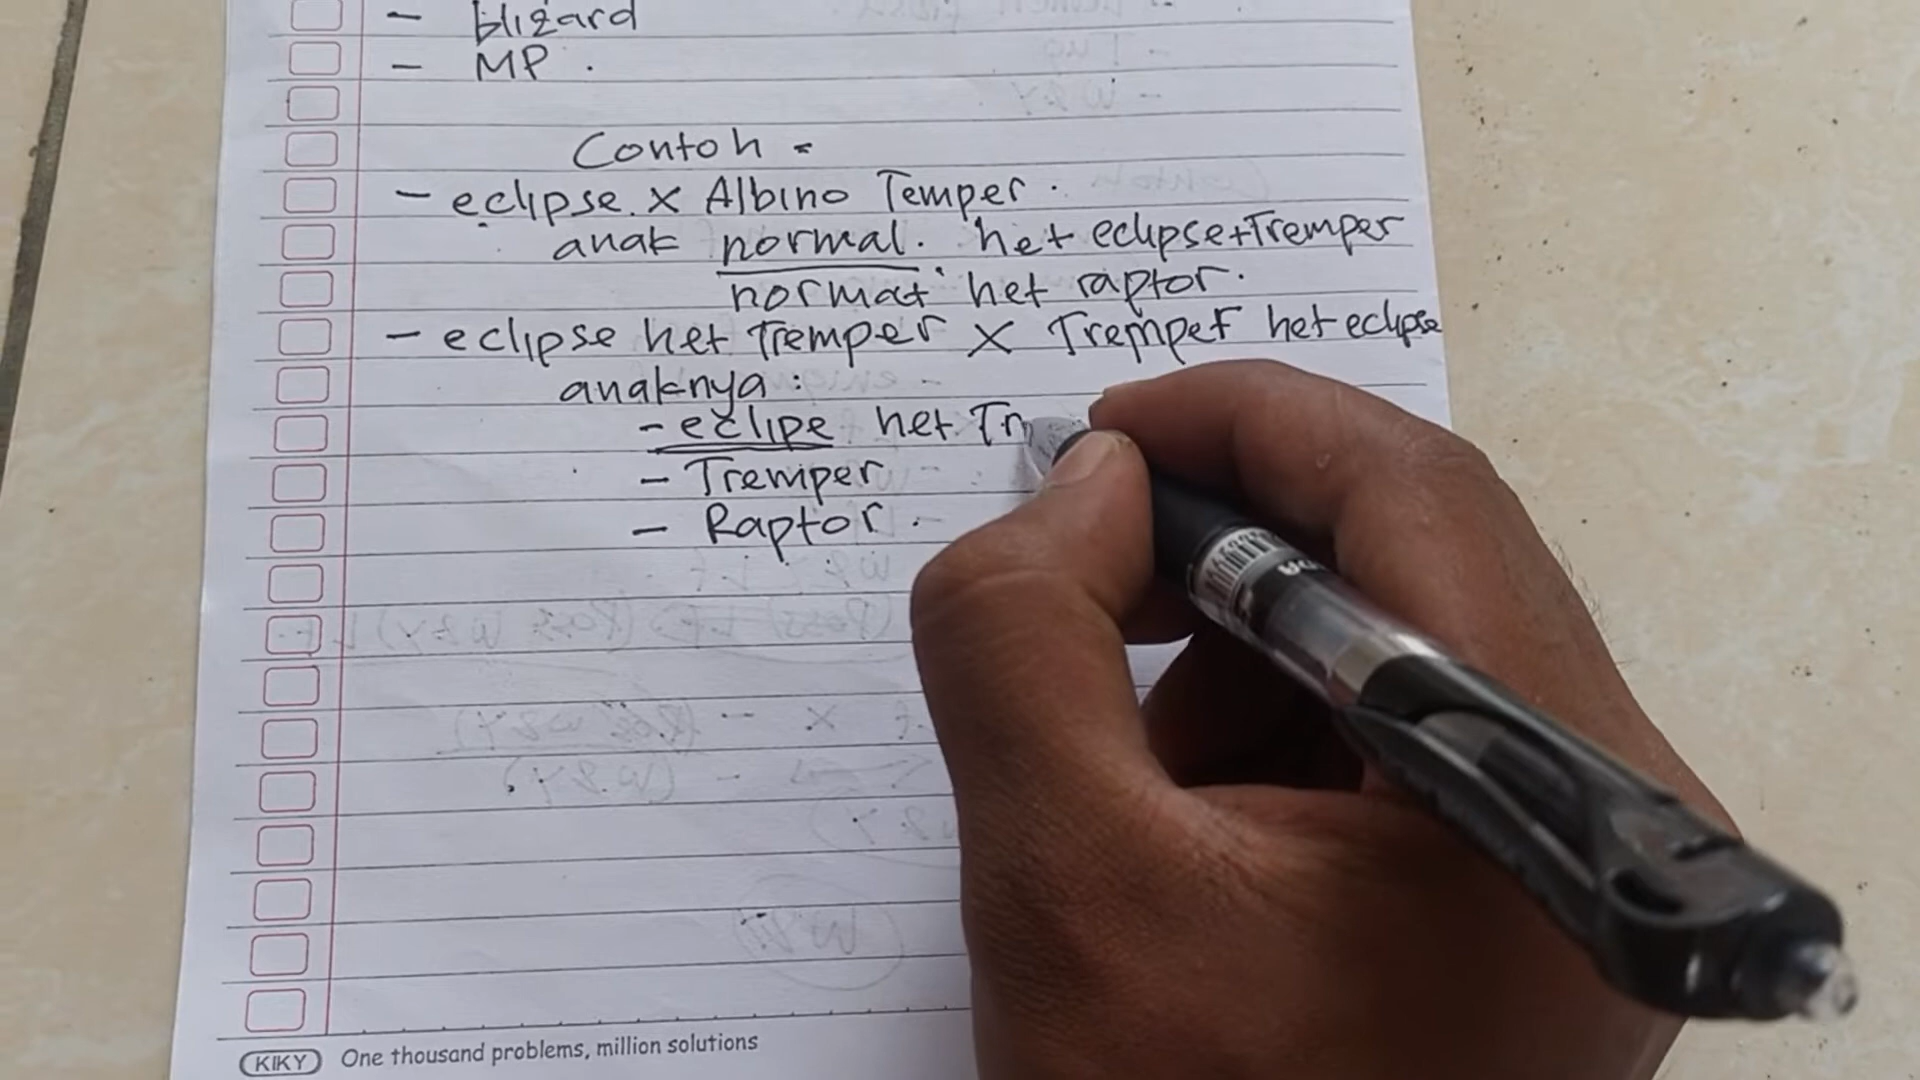 - blizard
- MP .
Contoh =
- eclipse x Albino Temper .
anak normal . het eclipse+Tremper
normat het raptor .
- eclipse het Tremper X Tremper het eclipse
anaknya :
- eclipe het Tr
- Tremper
- Raptor .
KIKY One thousand problems, million solutions